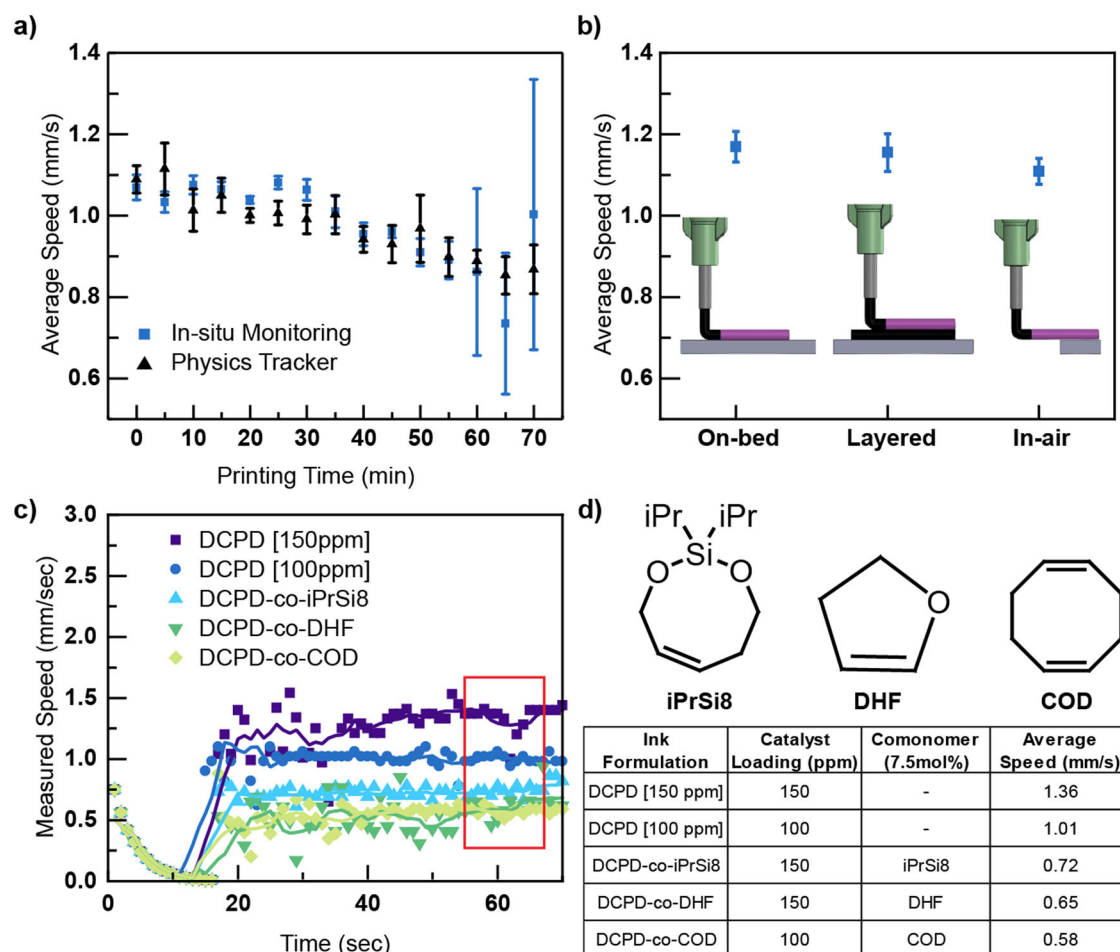 a)
1.4
1.2
1.0
0.8
0.6
Average Speed (mm/s)
In-situ Monitoring
Physics Tracker
0 10 20 30 40 50 60 70
Printing Time (min)
b)
1.4
1.2
1.0
0.8
0.6
Average Speed (mm/s)
On-bed Layered In-air
c)
3.0
2.5
2.0
1.5
1.0
0.5
0.0
Measured Speed (mm/sec)
DCPD [150ppm]
DCPD [100ppm]
DCPD-co-iPrSi8
DCPD-co-DHF
DCPD-co-COD
0 20 40 60
Time (sec)
d)
iPr iPr
Si
O O
O
iPrSi8 DHF COD
Ink Formulation Catalyst Loading (ppm) Comonomer (7.5mol%) Average Speed (mm/s)
DCPD [150 ppm] 150 - 1.36
DCPD [100 ppm] 100 - 1.01
DCPD-co-iPrSi8 150 iPrSi8 0.72
DCPD-co-DHF 150 DHF 0.65
DCPD-co-COD 100 COD 0.58